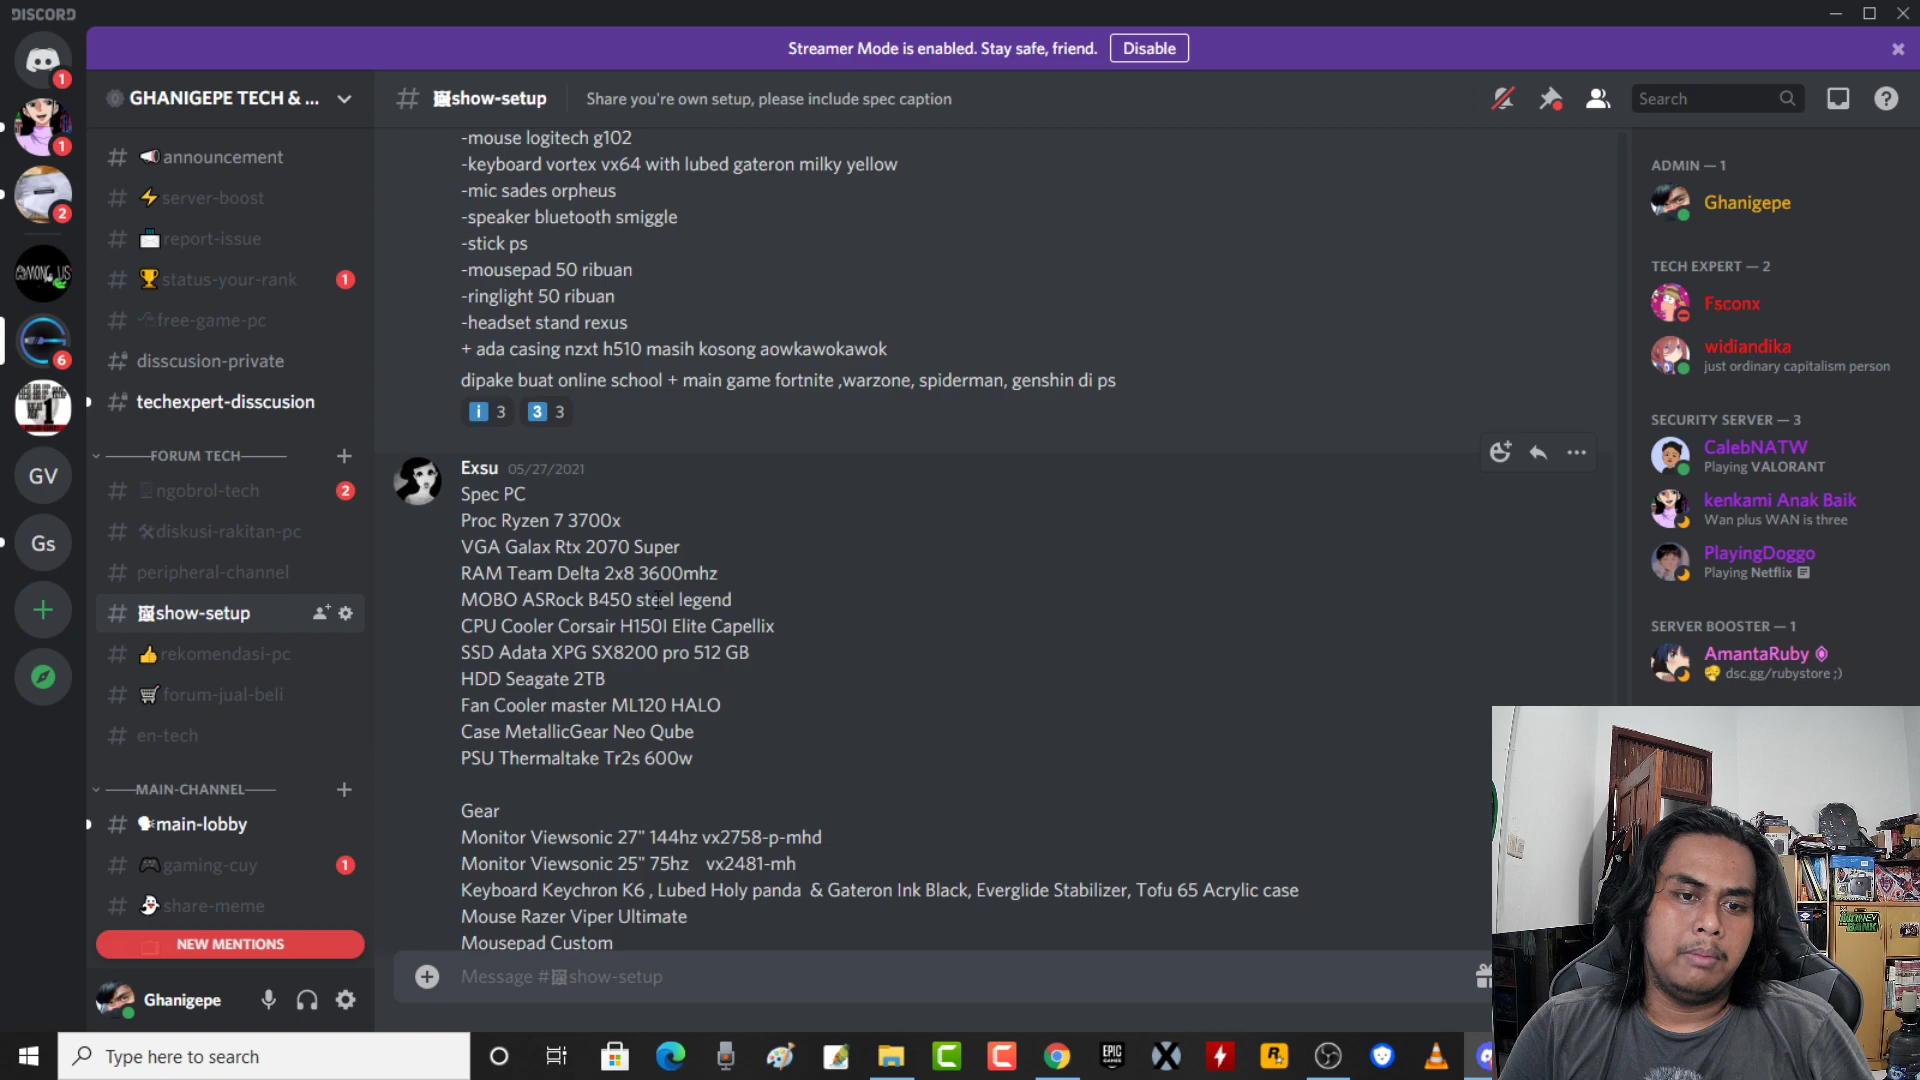 DISCORD
Streamer Mode is enabled. Stay safe, friend.
Disable
GHANIGEPE TECH & ...
show-setup
Share you're own setup, please include spec caption
Search
announcement
server-boost
report-issue
status-your-rank
1
free-game-pc
disscusion-private
techexpert-disscusion
FORUM TECH
ngobrol-tech
2
diskusi-rakitan-pc
peripheral-channel
show-setup
rekomendasi-pc
forum-jual-beli
en-tech
MAIN-CHANNEL
main-lobby
gaming-cuy
1
share-meme
NEW MENTIONS
Ghanigepe
1
1
2
AMONG US
6
GV
Gs
-mouse logitech g102
-keyboard vortex vx64 with lubed gateron milky yellow
-mic sades orpheus
-speaker bluetooth smiggle
-stick ps
-mousepad 50 ribuan
-ringlight 50 ribuan
-headset stand rexus
+ ada casing nzxt h510 masih kosong aowkawokawok
dipake buat online school + main game fortnite ,warzone, spiderman, genshin di ps
i 3
3 3
Exsu 05/27/2021
Spec PC
Proc Ryzen 7 3700x
VGA Galax Rtx 2070 Super
RAM Team Delta 2x8 3600mhz
MOBO ASRock B450 steel legend
CPU Cooler Corsair H150I Elite Capellix
SSD Adata XPG SX8200 pro 512 GB
HDD Seagate 2TB
Fan Cooler master ML120 HALO
Case MetallicGear Neo Qube
PSU Thermaltake Tr2s 600w
Gear
Monitor Viewsonic 27" 144hz vx2758-p-mhd
Monitor Viewsonic 25" 75hz vx2481-mh
Keyboard Keychron K6 , Lubed Holy panda & Gateron Ink Black, Everglide Stabilizer, Tofu 65 Acrylic case
Mouse Razer Viper Ultimate
Mousepad Custom
Message #show-setup
ADMIN — 1
Ghanigepe
TECH EXPERT — 2
Fsconx
widiandika
just ordinary capitalism person
SECURITY SERVER — 3
CalebNATW
Playing VALORANT
kenkami Anak Baik
Wan plus WAN is three
PlayingDoggo
Playing Netflix
SERVER BOOSTER — 1
AmantaRuby
dsc.gg/rubystore ;)
Type here to search
EPIC GAMES